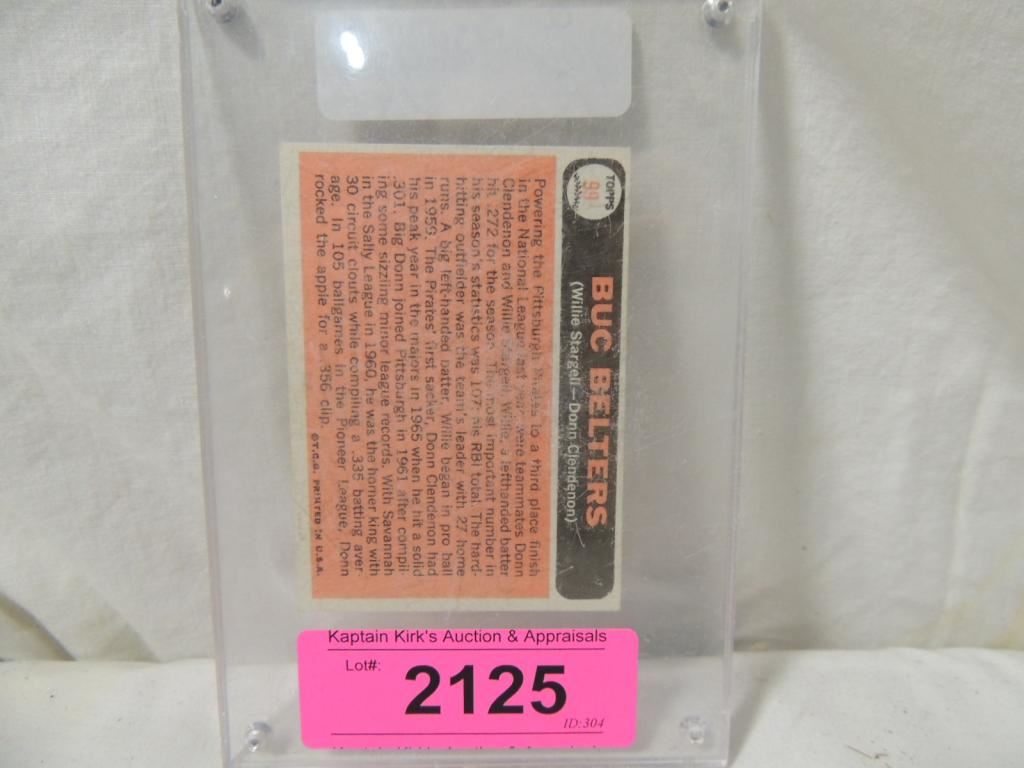 TOPPS
99
BUC BELTERS
(Willie Stargell—Donn Clendenon)
Powering the Pittsburgh Pirates to a third place finish
in the National League last year were teammates Donn
Clendenon and Willie Stargell. Willie, a lefthanded batter
hit .272 for the season. The most important number in
his season's statistics was 107: his RBI total. The hard-
hitting outfielder was the team's leader with 27 home
runs. A big left-handed batter, Willie began in pro ball
in 1959. The Pirates' first sacker, Donn Clendenon had
his peak year in the majors in 1965 when he hit a solid
.301. Big Donn joined Pittsburgh in 1961 after compil-
ing some sizzling minor league records. With Savannah
in the Sally League in 1960, he was the homer king with
30 circuit clouts while compiling a .335 batting aver-
age. In 105 ballgames in the Pioneer League, Donn
rocked the apple for a .356 clip.
©T.C.G. PRINTED IN U.S.A.
Kaptain Kirk's Auction & Appraisals
Lot#:
2125
ID:304